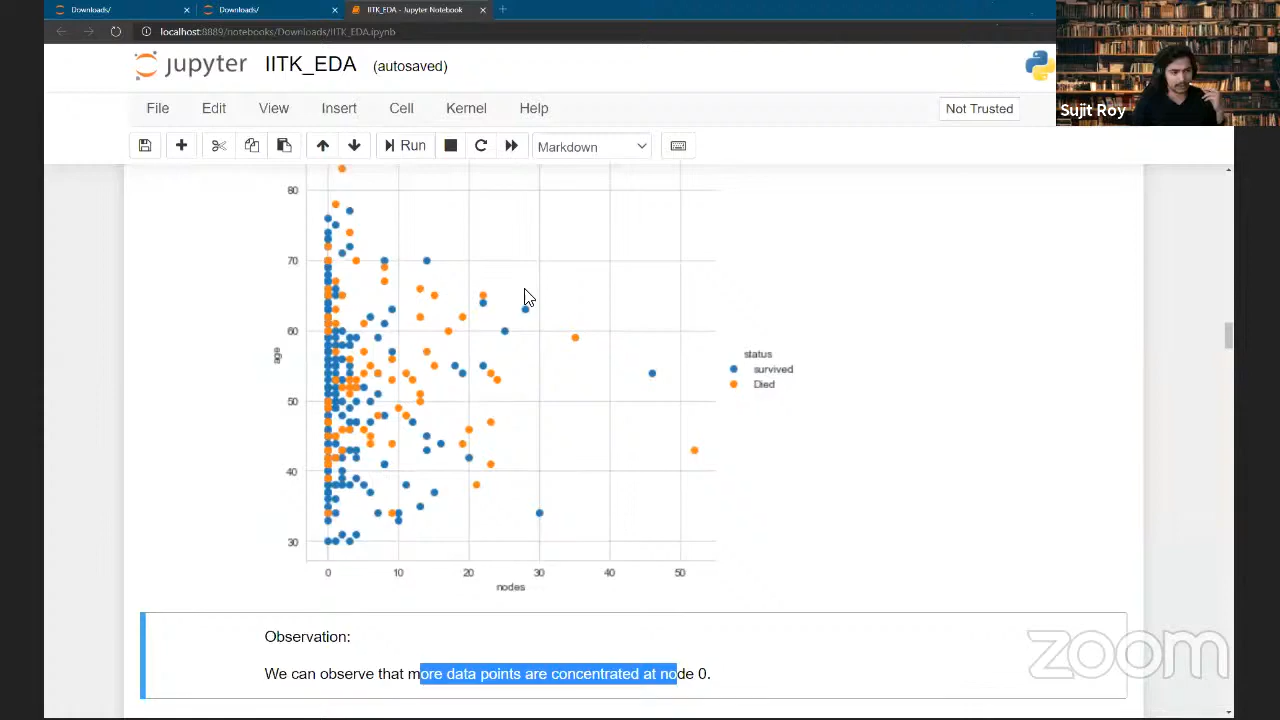 Downloads/
Downloads/
IITK_EDA - Jupyter Notebook
localhost:8889/notebooks/Downloads/IITK_EDA.ipynb
jupyter IITK_EDA (autosaved)
File Edit View Insert Cell Kernel Help
Not Trusted
Sujit Roy
Run
Markdown
80
70
60
50
40
30
age
0 10 20 30 40 50
nodes
status
survived
Died
Observation:
We can observe that more data points are concentrated at node 0.
zoom